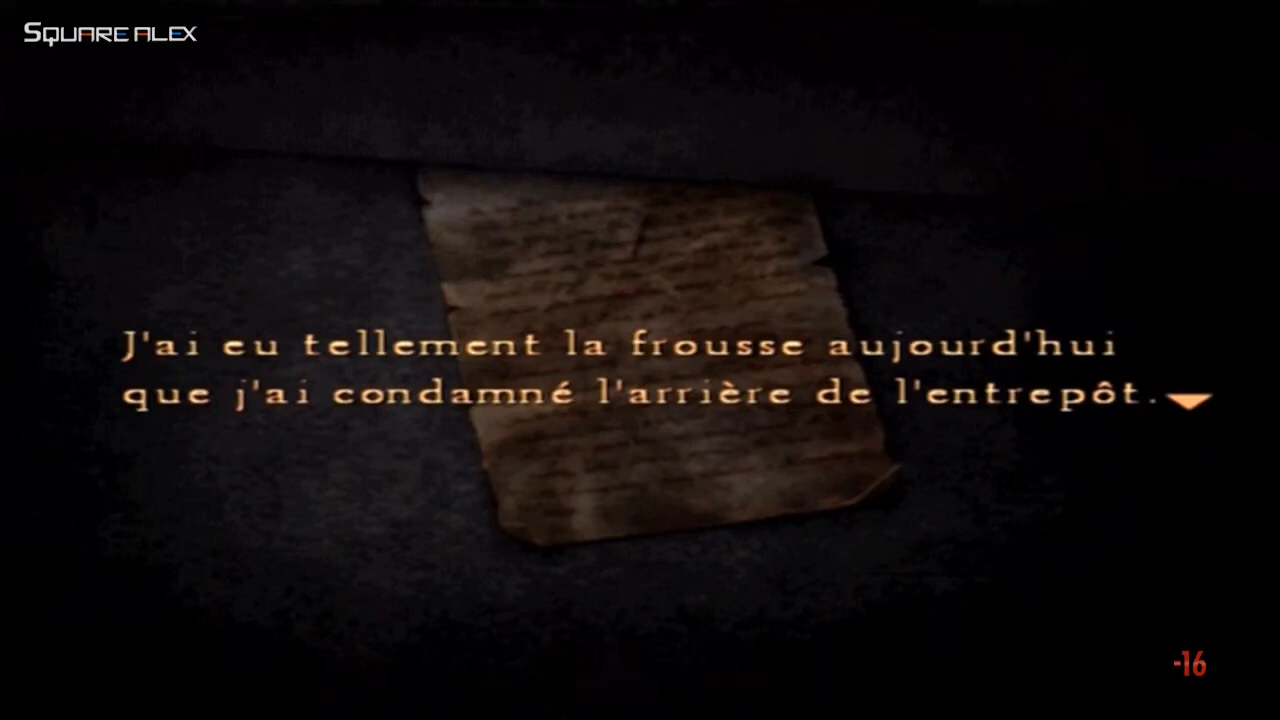 SQUARE ALEX
J'ai eu tellement la frousse aujourd'hui
que j'ai condamné l'arrière de l'entrepôt.
-16